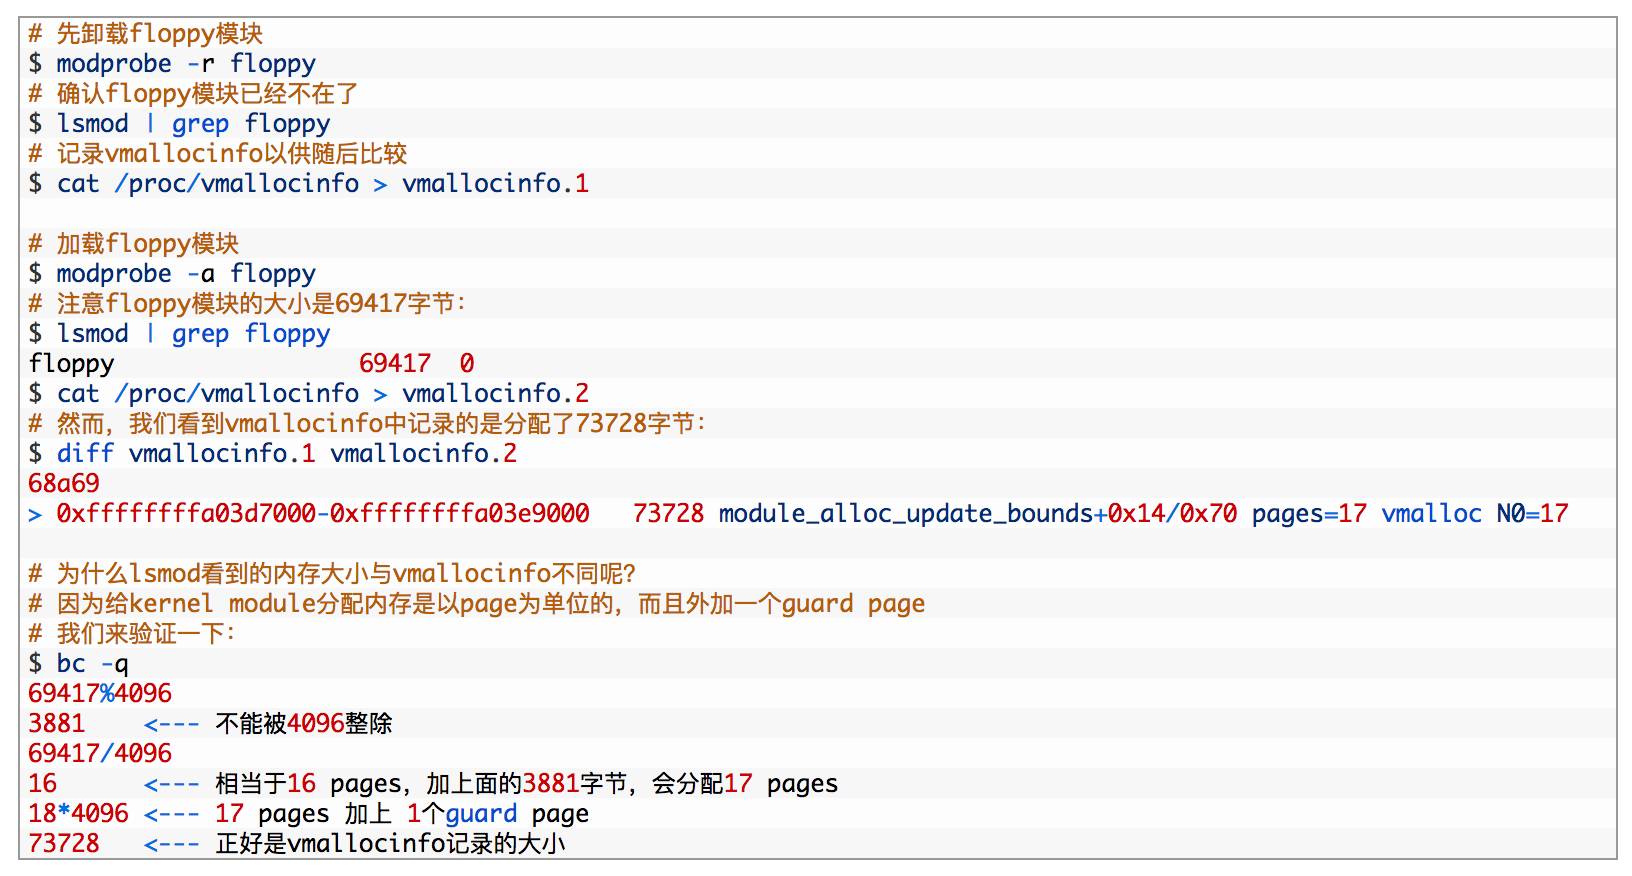 # 先卸载floppy模块
$ modprobe -r floppy
# 确认floppy模块已经不在了
$ lsmod | grep floppy
# 记录vmallocinfo以供随后比较
$ cat /proc/vmallocinfo > vmallocinfo.1
# 加载floppy模块
$ modprobe -a floppy
# 注意floppy模块的大小是69417字节：
$ lsmod | grep floppy
floppy                 69417  0
$ cat /proc/vmallocinfo > vmallocinfo.2
# 然而，我们看到vmallocinfo中记录的是分配了73728字节：
$ diff vmallocinfo.1 vmallocinfo.2
68a69
> 0xffffffffa03d7000-0xffffffffa03e9000   73728 module_alloc_update_bounds+0x14/0x70 pages=17 vmalloc N0=17
# 为什么lsmod看到的内存大小与vmallocinfo不同呢？
# 因为给kernel module分配内存是以page为单位的，而且外加一个guard page
# 我们来验证一下：
$ bc -q
69417%4096
3881    <--- 不能被4096整除
69417/4096
16      <--- 相当于16 pages，加上面的3881字节，会分配17 pages
18*4096 <--- 17 pages 加上 1个guard page
73728   <--- 正好是vmallocinfo记录的大小